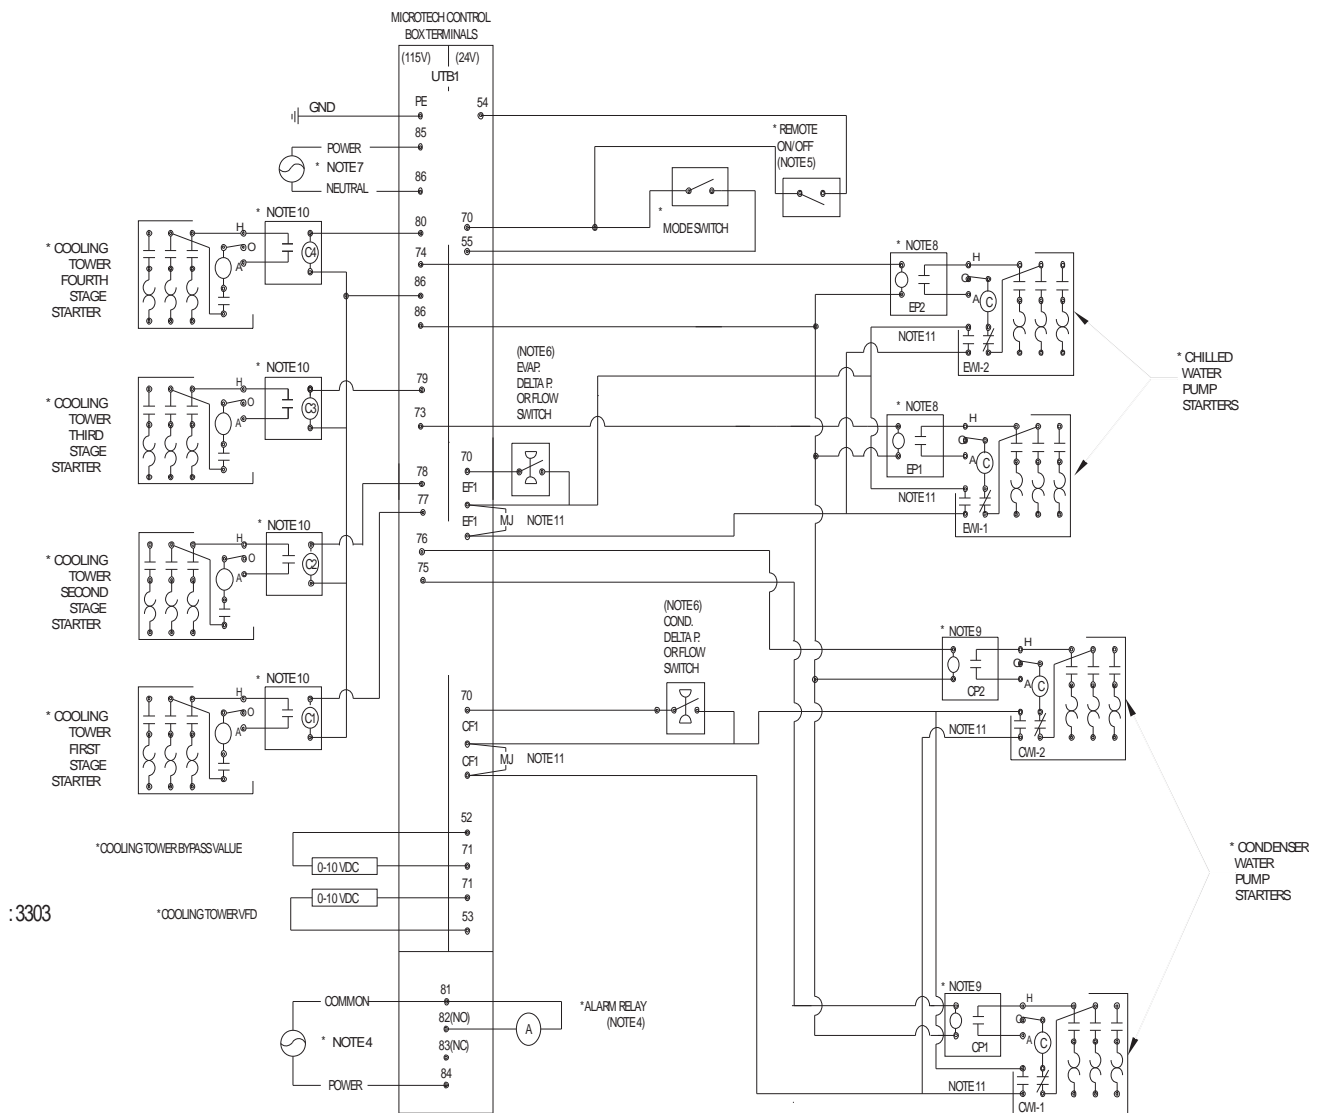 MICROTECH CONTROL
BOX TERMINALS
(115V) (24V)
UTB1
GND
PE
54
85
POWER
* NOTE 7
NEUTRAL
86
* REMOTE
ON/OFF
(NOTE 5)
*
MODE SWITCH
80
70
55
74
86
86
* NOTE 10
H
O
A
C4
* COOLING
TOWER
FOURTH
STAGE
STARTER
* NOTE 8
H
O
A
C
EP2
NOTE 11
EWI-2
* CHILLED
WATER
PUMP
STARTERS
(NOTE 6)
EVAP.
DELTA P.
OR FLOW
SWITCH
* NOTE 10
H
O
A
C3
* COOLING
TOWER
THIRD
STAGE
STARTER
79
73
* NOTE 8
H
O
A
C
EP1
NOTE 11
EWI-1
78
70
EF1
77
EF1
MJ
NOTE 11
76
75
* NOTE 10
H
O
A
C2
* COOLING
TOWER
SECOND
STAGE
STARTER
(NOTE 6)
COND.
DELTA P.
OR FLOW
SWITCH
* NOTE 9
H
O
A
C
CP2
NOTE 11
CWI-2
* NOTE 10
H
O
A
C1
* COOLING
TOWER
FIRST
STAGE
STARTER
70
CF1
CF1
MJ
NOTE 11
52
*COOLING TOWER BYPASS VALUE
71
0-10 VDC
71
0-10 VDC
: 3303
*COOLING TOWER VFD
53
* CONDENSER
WATER
PUMP
STARTERS
COMMON
81
82(NO)
A
*ALARM RELAY
(NOTE 4)
* NOTE 4
83(NC)
POWER
84
* NOTE 9
H
O
A
C
CP1
NOTE 11
CWI-1